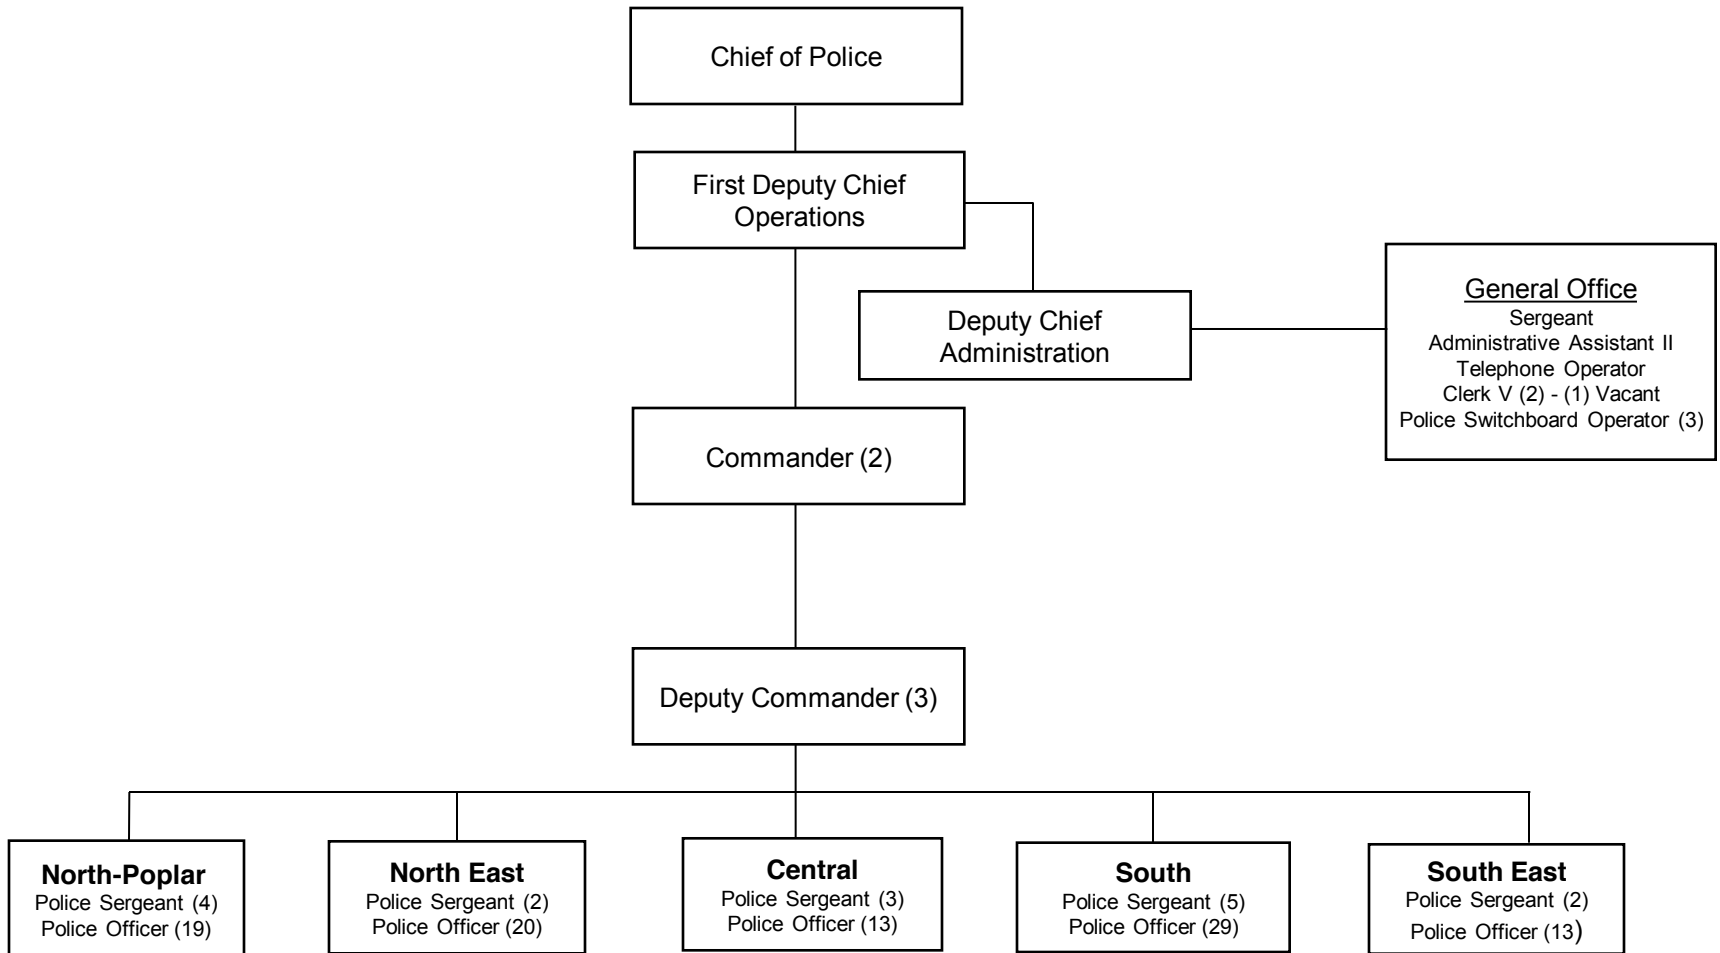 Chief of Police
First Deputy Chief
Operations
Deputy Chief
Administration
General Office
Sergeant
Administrative Assistant II
Telephone Operator
Clerk V (2) - (1) Vacant
Police Switchboard Operator (3)
Commander (2)
Deputy Commander (3)
North-Poplar
Police Sergeant (4)
Police Officer (19)
North East
Police Sergeant (2)
Police Officer (20)
Central
Police Sergeant (3)
Police Officer (13)
South
Police Sergeant (5)
Police Officer (29)
South East
Police Sergeant (2)
Police Officer (13)